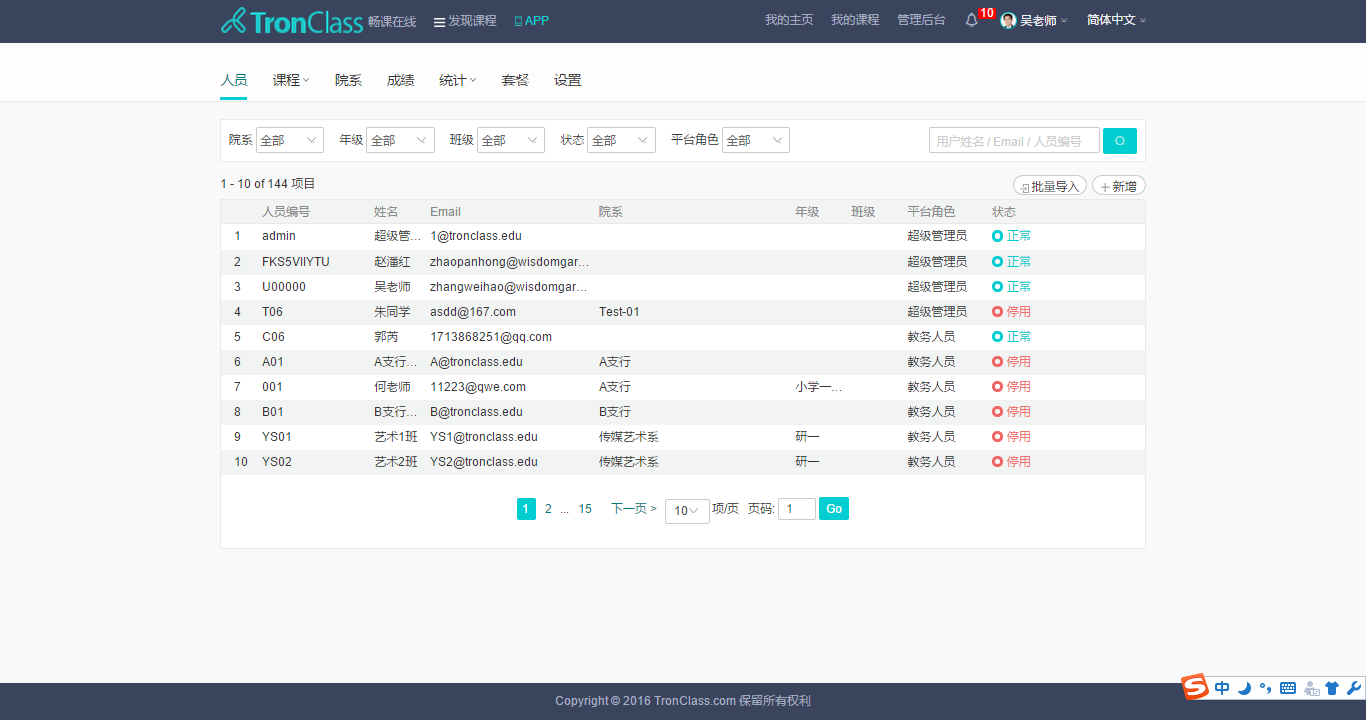 TronClass 畅课在线 发现课程 APP 我的主页 我的课程 管理后台 10 吴老师 简体中文
人员 课程 院系 成绩 统计 套餐 设置
院系 全部 年级 全部 班级 全部 状态 全部 平台角色 全部 用户姓名 / Email / 人员编号
1 - 10 of 144 项目 批量导入 新增
人员编号 姓名 Email 院系 年级 班级 平台角色 状态
1 admin 超级管... 1@tronclass.edu 超级管理员 正常
2 FKS5VIIYTU 赵潘红 zhaopanhong@wisdomgar... 超级管理员 正常
3 U00000 吴老师 zhangweihao@wisdomgar... 超级管理员 正常
4 T06 朱同学 asdd@167.com Test-01 超级管理员 停用
5 C06 郭芮 1713868251@qq.com 教务人员 正常
6 A01 A支行... A@tronclass.edu A支行 教务人员 停用
7 001 何老师 11223@qwe.com A支行 小学一... 教务人员 停用
8 B01 B支行... B@tronclass.edu B支行 教务人员 停用
9 YS01 艺术1班 YS1@tronclass.edu 传媒艺术系 研一 教务人员 停用
10 YS02 艺术2班 YS2@tronclass.edu 传媒艺术系 研一 教务人员 停用
1 2 ... 15 下一页 > 10 项/页 页码: 1 Go
Copyright © 2016 TronClass.com 保留所有权利
S 中